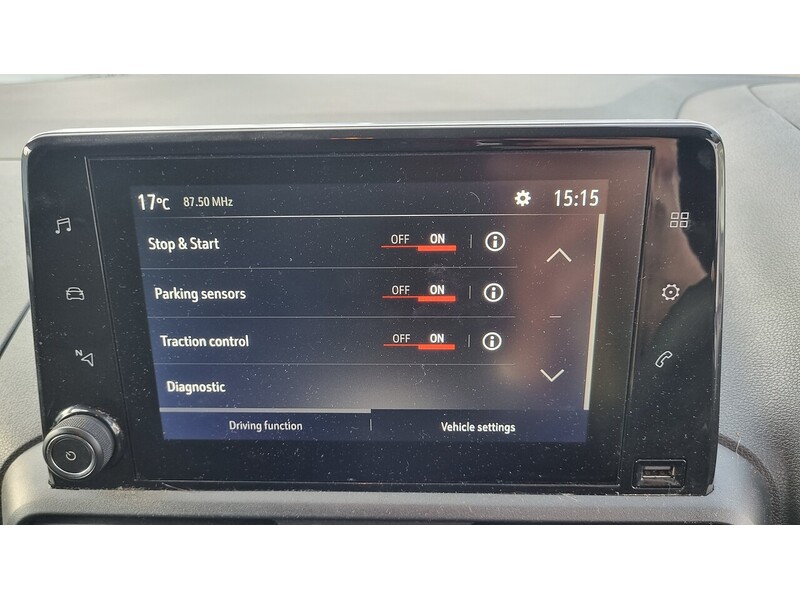 17°C 87.50 MHz 15:15
Stop & Start OFF ON
Parking sensors OFF ON
Traction control OFF ON
Diagnostic
Driving function Vehicle settings
N